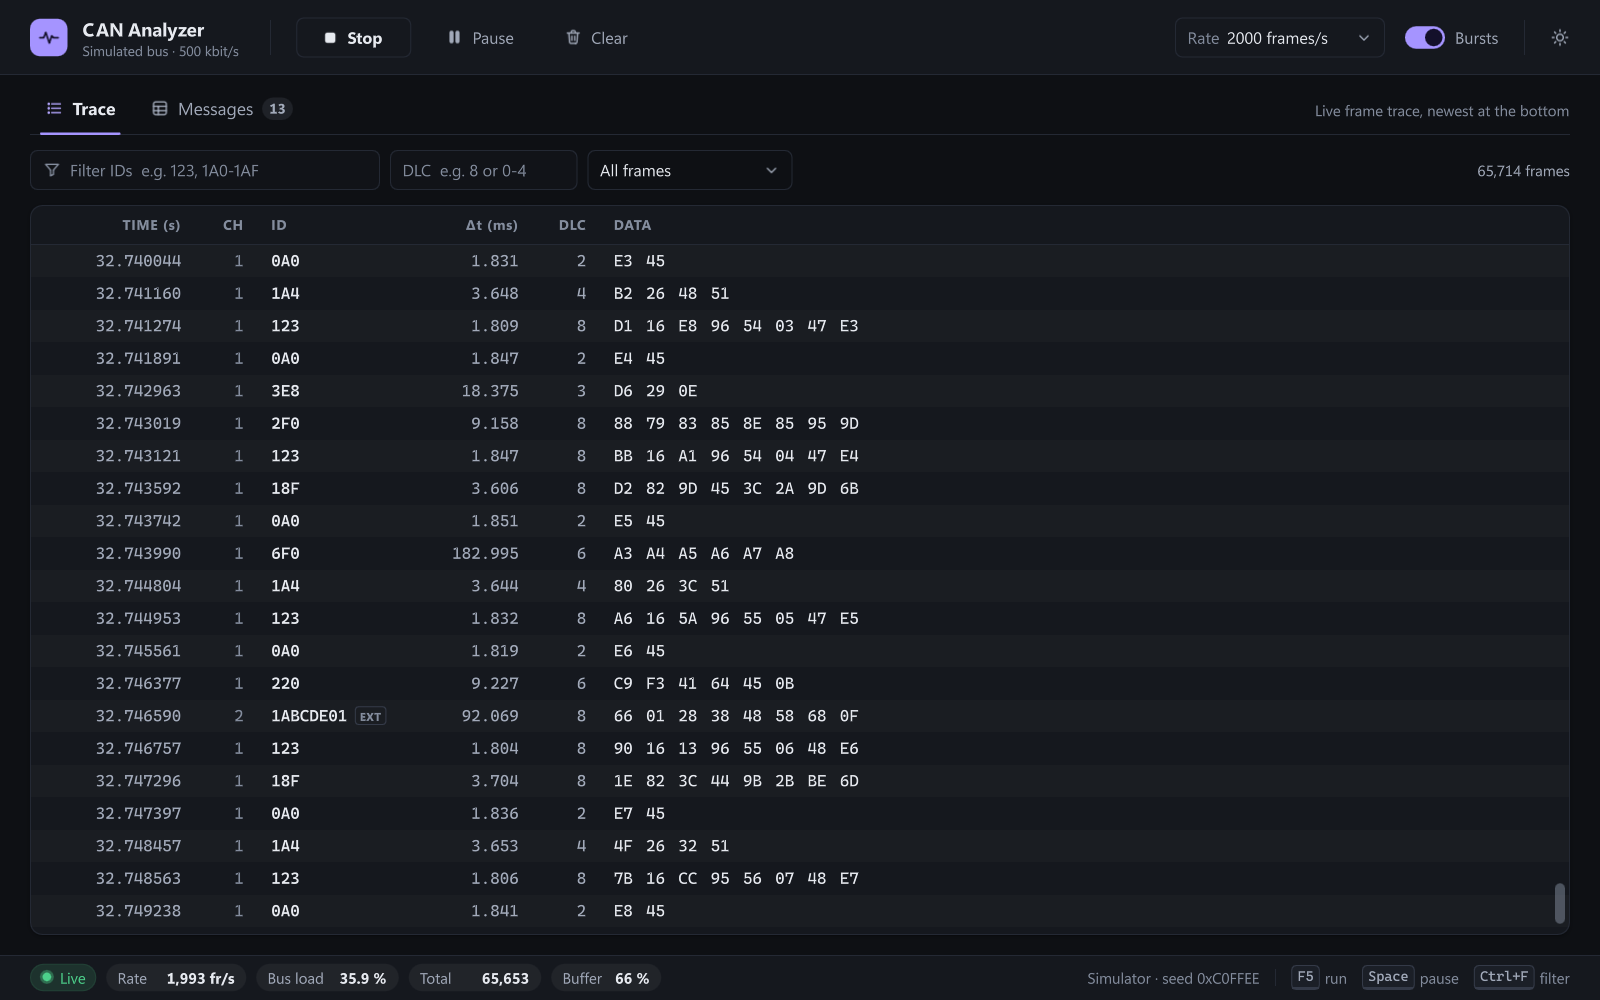 CAN Analyzer
Simulated bus · 500 kbit/s
Stop
Pause
Clear
Rate 2000 frames/s
Bursts
Trace
Messages 13
Live frame trace, newest at the bottom
Filter IDs e.g. 123, 1A0-1AF
DLC e.g. 8 or 0-4
All frames
65,714 frames
TIME (s) CH ID Δt (ms) DLC DATA
32.740044 1 0A0 1.831 2 E3 45
32.741160 1 1A4 3.648 4 B2 26 48 51
32.741274 1 123 1.809 8 D1 16 E8 96 54 03 47 E3
32.741891 1 0A0 1.847 2 E4 45
32.742963 1 3E8 18.375 3 D6 29 0E
32.743019 1 2F0 9.158 8 88 79 83 85 8E 85 95 9D
32.743121 1 123 1.847 8 BB 16 A1 96 54 04 47 E4
32.743592 1 18F 3.606 8 D2 82 9D 45 3C 2A 9D 6B
32.743742 1 0A0 1.851 2 E5 45
32.743990 1 6F0 182.995 6 A3 A4 A5 A6 A7 A8
32.744804 1 1A4 3.644 4 80 26 3C 51
32.744953 1 123 1.832 8 A6 16 5A 96 55 05 47 E5
32.745561 1 0A0 1.819 2 E6 45
32.746377 1 220 9.227 6 C9 F3 41 64 45 0B
32.746590 2 1ABCDE01 EXT 92.069 8 66 01 28 38 48 58 68 0F
32.746757 1 123 1.804 8 90 16 13 96 55 06 48 E6
32.747296 1 18F 3.704 8 1E 82 3C 44 9B 2B BE 6D
32.747397 1 0A0 1.836 2 E7 45
32.748457 1 1A4 3.653 4 4F 26 32 51
32.748563 1 123 1.806 8 7B 16 CC 95 56 07 48 E7
32.749238 1 0A0 1.841 2 E8 45
Live
Rate 1,993 fr/s
Bus load 35.9 %
Total 65,653
Buffer 66 %
Simulator · seed 0xC0FFEE
F5 run
Space pause
Ctrl+F filter